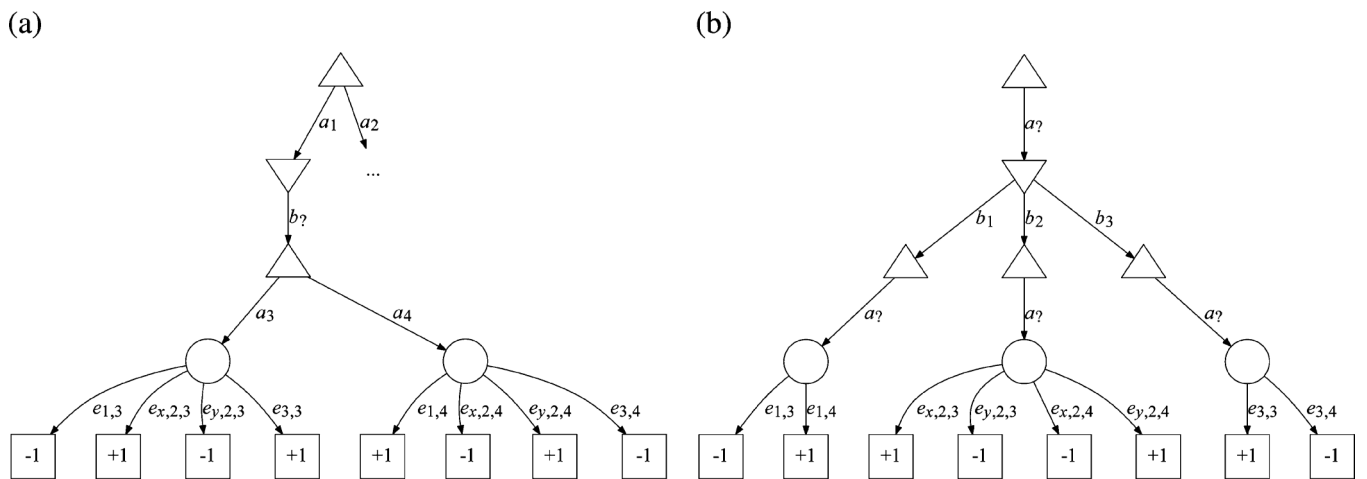 (a) (b)
a1 a2 a?
...
b? b1 b2 b3
a3 a4 a? a? a?
e1,3 ex,2,3 ey,2,3 e3,3 e1,4 ex,2,4 ey,2,4 e3,4 e1,3 e1,4 ex,2,3 ey,2,3 ex,2,4 ey,2,4 e3,3 e3,4
-1 +1 -1 +1 +1 -1 +1 -1 -1 +1 +1 -1 -1 +1 +1 -1